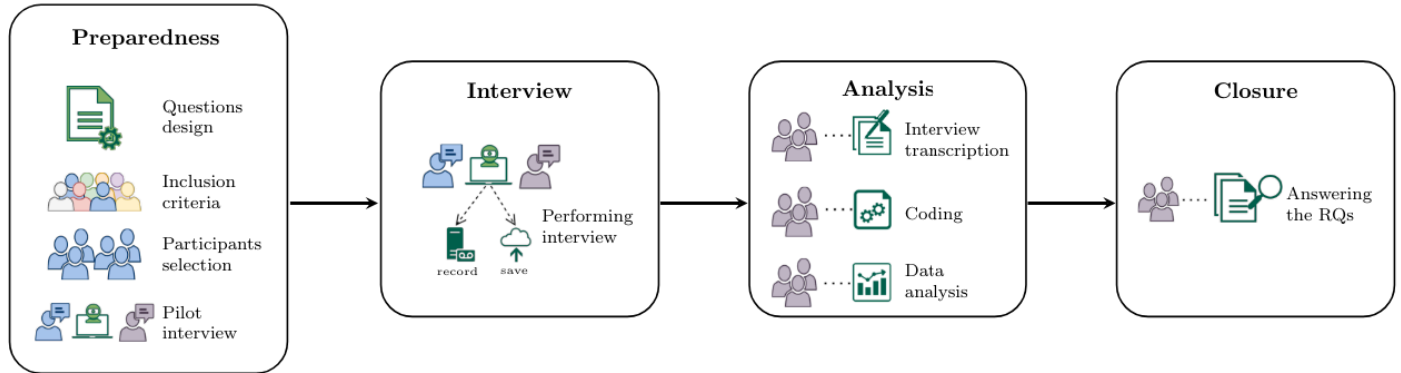 Preparedness
Questions
design
Inclusion
criteria
Participants
selection
Pilot
interview
Interview
Performing
interview
record
save
Analysis
Interview
transcription
Coding
Data
analysis
Closure
Answering
the RQs